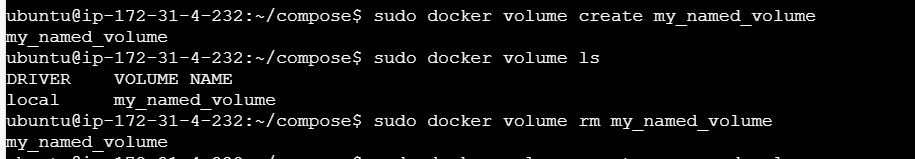 ubuntu@ip-172-31-4-232:~/compose$ sudo docker volume create my_named_volume
my_named_volume
ubuntu@ip-172-31-4-232:~/compose$ sudo docker volume ls
DRIVER    VOLUME NAME
local     my_named_volume
ubuntu@ip-172-31-4-232:~/compose$ sudo docker volume rm my_named_volume
my_named_volume